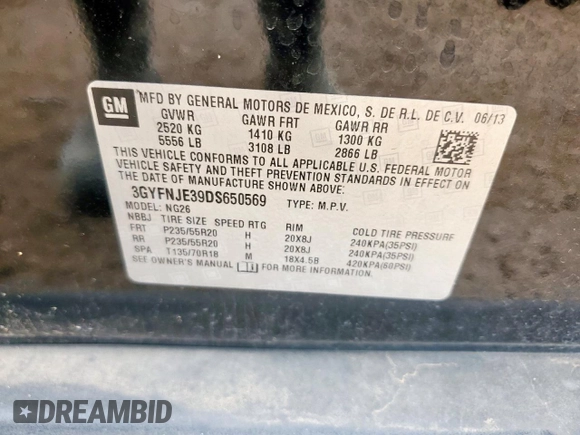 GM
MFD BY GENERAL MOTORS DE MEXICO, S. DE R.L. DE C.V. 06/13
GVWR GAWR FRT GAWR RR
2520 KG 1410 KG 1300 KG
5556 LB 3108 LB 2866 LB
THIS VEHICLE CONFORMS TO ALL APPLICABLE U.S. FEDERAL MOTOR
VEHICLE SAFETY AND THEFT PREVENTION STANDARDS IN EFFECT ON
THE DATE OF MANUFACTURE SHOWN ABOVE.
3GYFNJE39DS650569 TYPE: M.P.V.
MODEL: NG26
NBBJ TIRE SIZE SPEED RTG RIM COLD TIRE PRESSURE
FRT P235/55R20 H 20X8J 240KPA(35PSI)
RR P235/55R20 H 20X8J 240KPA(35PSI)
SPA T135/70R18 M 18X4.5B 420KPA(60PSI)
SEE OWNER'S MANUAL FOR MORE INFORMATION
DREAMBID